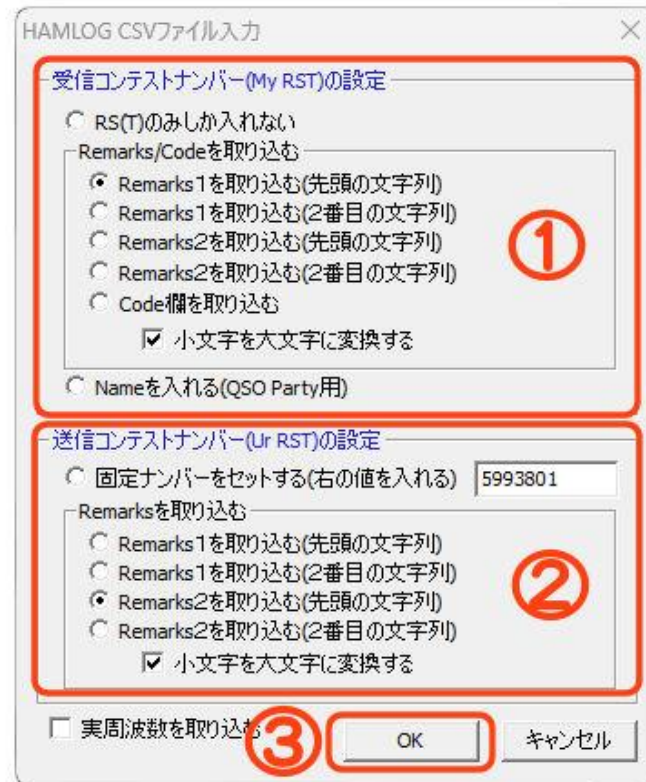 HAMLOG CSVファイル入力
受信コンテストナンバー(My RST)の設定
RS(T)のみしか入れない
Remarks/Codeを取り込む
Remarks1を取り込む(先頭の文字列)
Remarks1を取り込む(2番目の文字列)
Remarks2を取り込む(先頭の文字列)
Remarks2を取り込む(2番目の文字列)
①
Code欄を取り込む
小文字を大文字に変換する
Nameを入れる(QSO Party用)
送信コンテストナンバー(Ur RST)の設定
固定ナンバーをセットする(右の値を入れる) 5993801
Remarksを取り込む
Remarks1を取り込む(先頭の文字列)
Remarks1を取り込む(2番目の文字列)
Remarks2を取り込む(先頭の文字列)
Remarks2を取り込む(2番目の文字列)
②
小文字を大文字に変換する
実周波数を取り込む ③ OK キャンセル